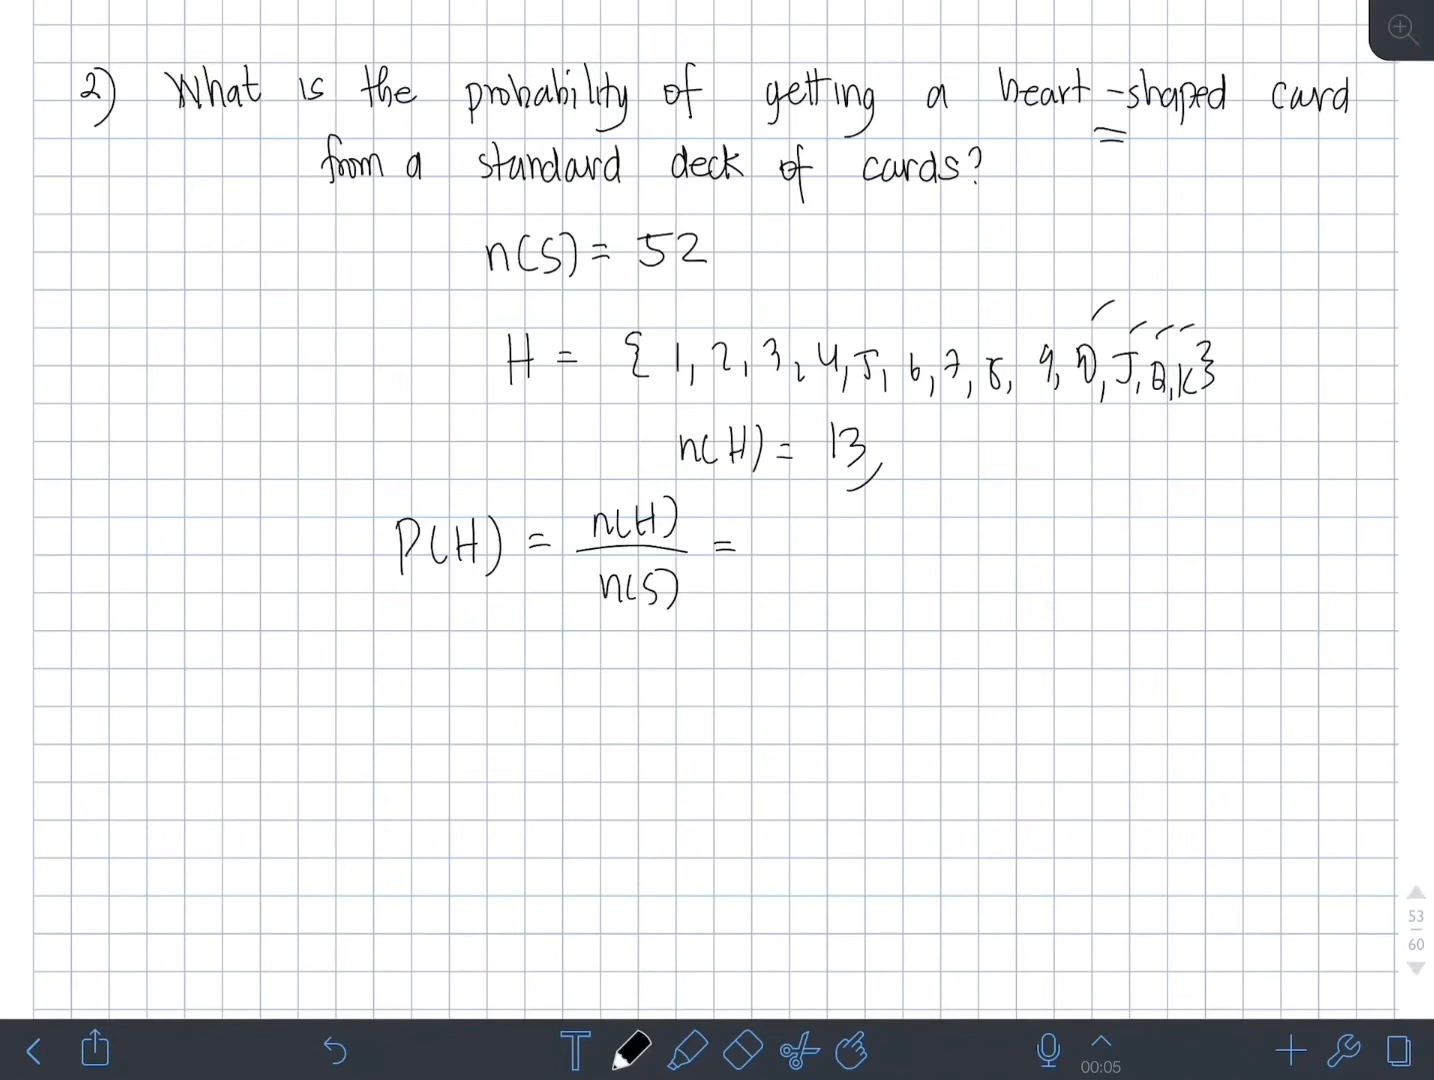 2) What is the probability of getting a heart-shaped card
from a standard deck of cards?
n(S) = 52
H = { 1, 2, 3, 4, 5, 6, 7, 8, 9, 10, J, Q, K }
n(H) = 13,
P(H) = n(H) / n(S) =
53
60
T
00:05